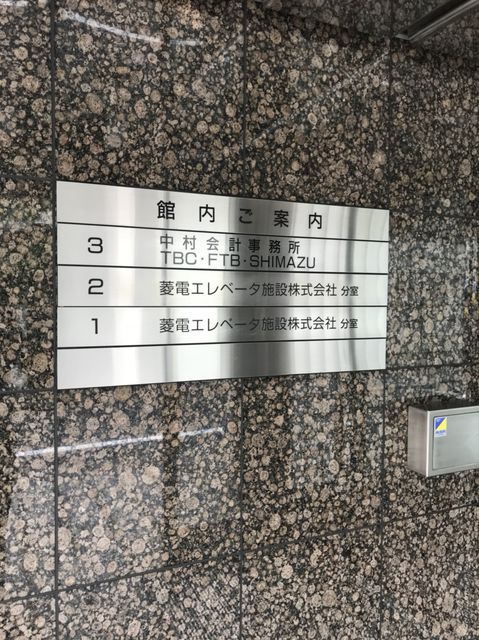 館内ご案内
3 中村会計事務所
TBC·FTB·SHIMAZU
2 菱電エレベータ施設株式会社 分室
1 菱電エレベータ施設株式会社 分室